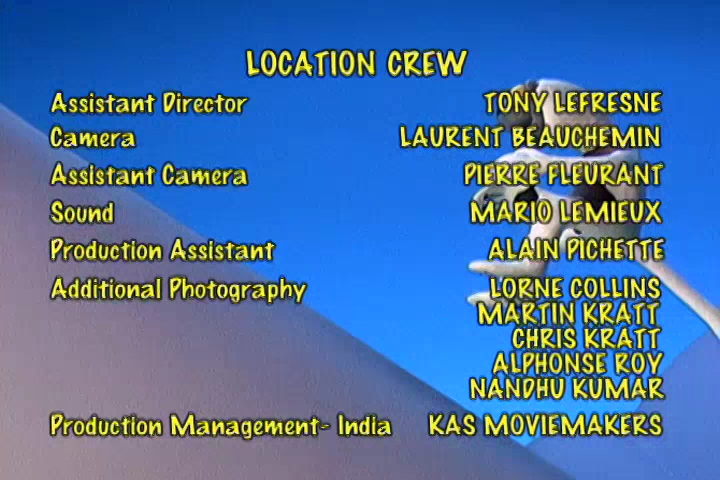 LOCATION CREW
Assistant Director TONY LEFRESNE
Camera LAURENT BEAUCHEMIN
Assistant Camera PIERRE FLEURANT
Sound MARIO LEMIEUX
Production Assistant ALAIN PICHETTE
Additional Photography LORNE COLLINS
MARTIN KRATT
CHRIS KRATT
ALPHONSE ROY
NANDHU KUMAR
Production Management- India KAS MOVIEMAKERS